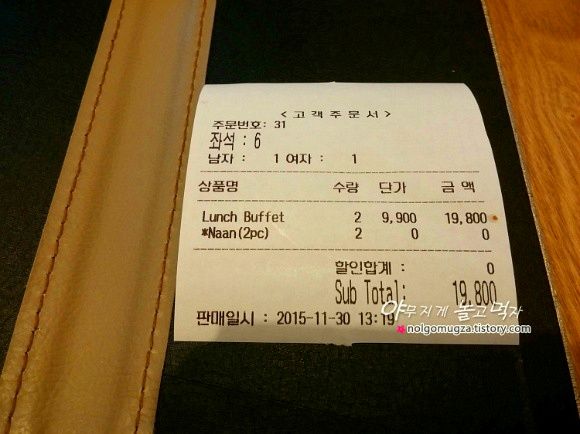 < 고 객 주 문 서 >
주문번호: 31
좌석 : 6
남자 : 1 여자 : 1
상품명 수량 단가 금 액
Lunch Buffet 2 9,900 19,800
*Naan(2pc) 2 0 0
할인합계 : 0
Sub Total: 19,800
야무지게 놀고먹자
판매일시 : 2015-11-30 13:19
nolgomugza.tistory.com